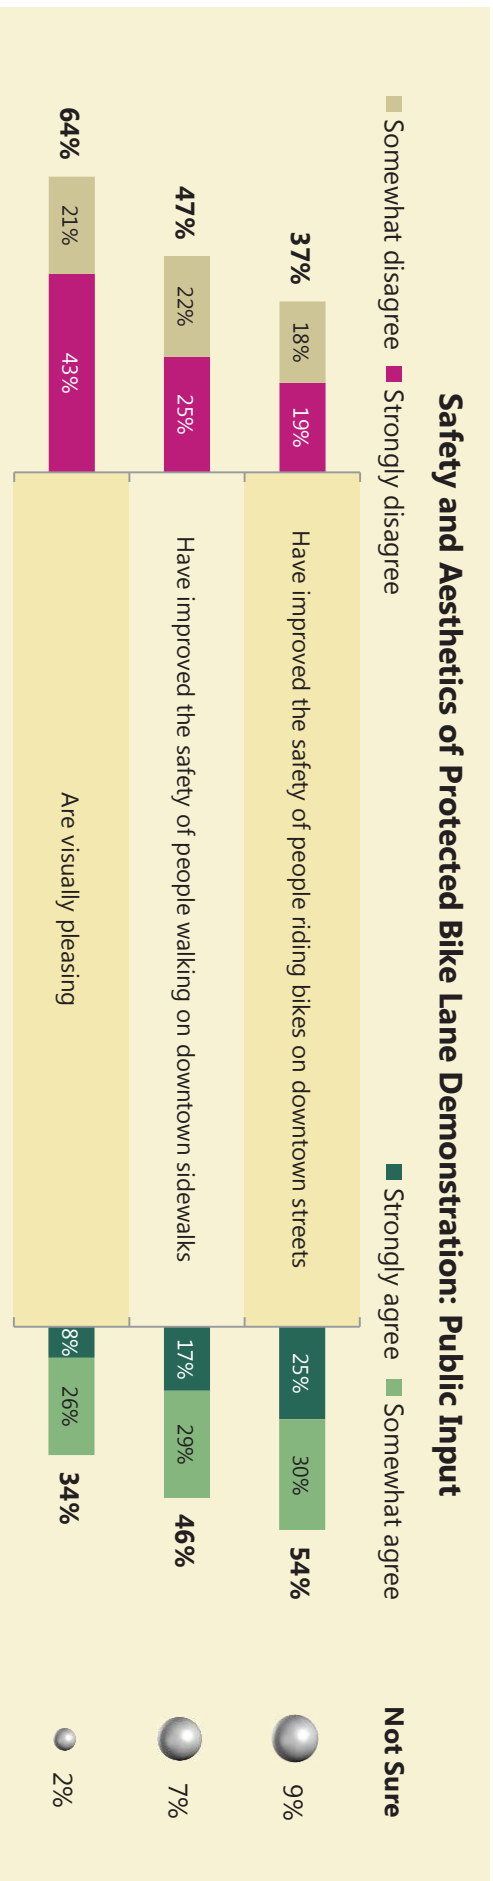 Safety and Aesthetics of Protected Bike Lane Demonstration: Public Input
Somewhat disagree Strongly disagree Strongly agree Somewhat agree Not Sure
37% 18% 19% Have improved the safety of people riding bikes on downtown streets 25% 30% 54% 9%
47% 22% 25% Have improved the safety of people walking on downtown sidewalks 17% 29% 46% 7%
64% 21% 43% Are visually pleasing 8% 26% 34% 2%